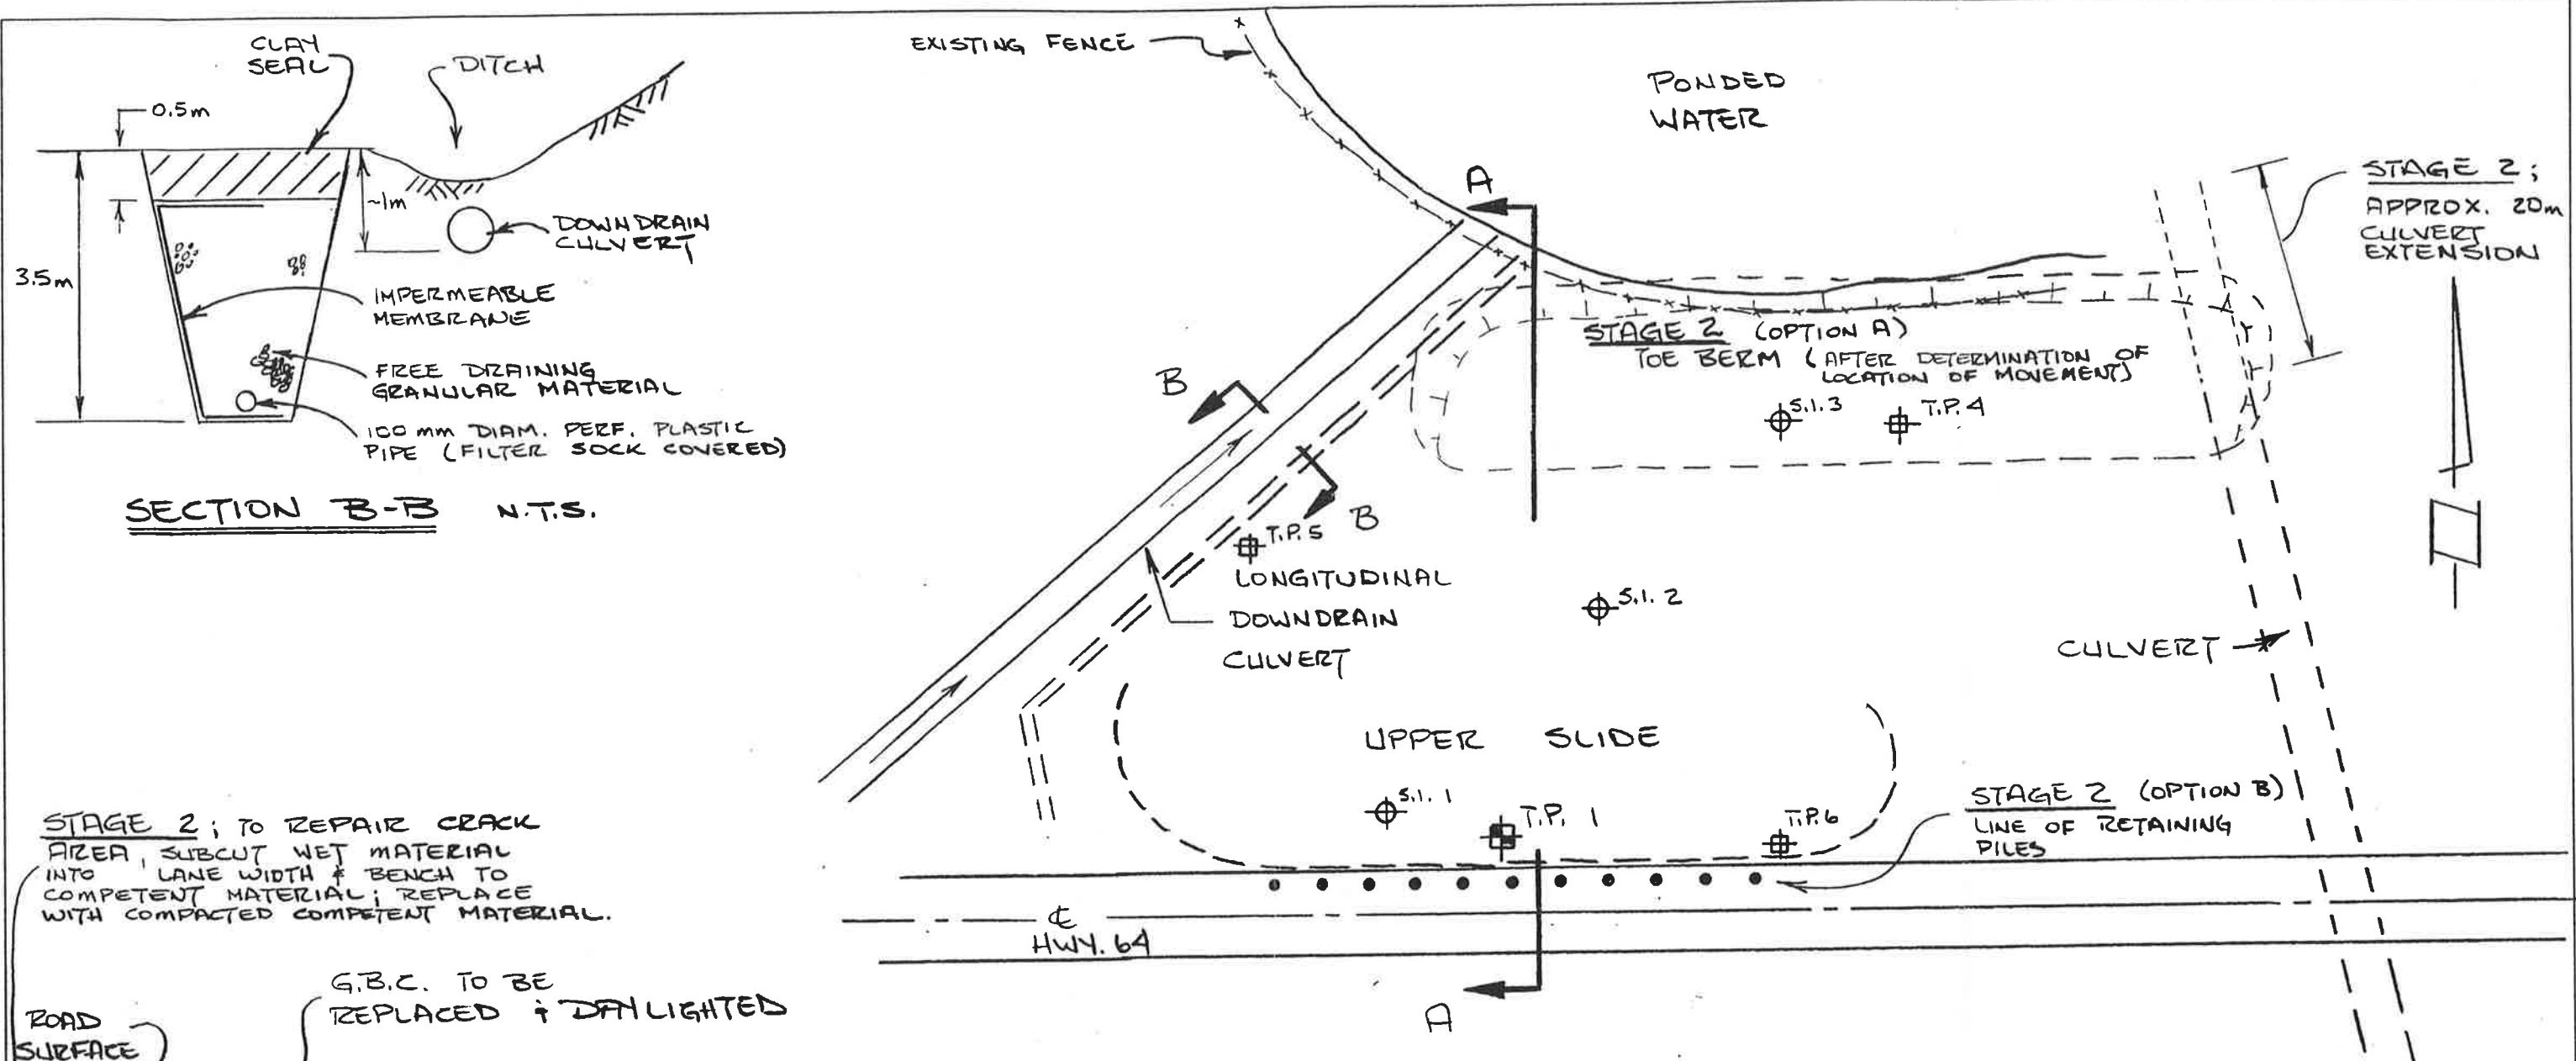 CLAY
SEAL
DITCH
0.5m
~1m
3.5m
DOWNDRAIN
CULVERT
IMPERMEABLE
MEMBRANE
FREE DRAINING
GRANULAR MATERIAL
100 mm DIAM. PERF. PLASTIC
PIPE (FILTER SOCK COVERED)
SECTION B-B N.T.S.
EXISTING FENCE
PONDED
WATER
A
STAGE 2;
APPROX. 20m
CULVERT
EXTENSION
STAGE 2 (OPTION A)
TOE BERM (AFTER DETERMINATION OF
LOCATION OF MOVEMENT)
S.I.3
T.P.4
B
B
T.P.5
LONGITUDINAL
DOWNDRAIN
CULVERT
S.I. 2
CULVERT
UPPER SLIDE
S.I. 1
T.P. 1
T.P.6
STAGE 2 (OPTION B)
LINE OF RETAINING
PILES
℄
HWY. 64
A
STAGE 2; TO REPAIR CRACK
AREA, SUBCUT WET MATERIAL
INTO LANE WIDTH & BENCH TO
COMPETENT MATERIAL; REPLACE
WITH COMPACTED COMPETENT MATERIAL.
G.B.C. TO BE
REPLACED & DAYLIGHTED
ROAD
SURFACE